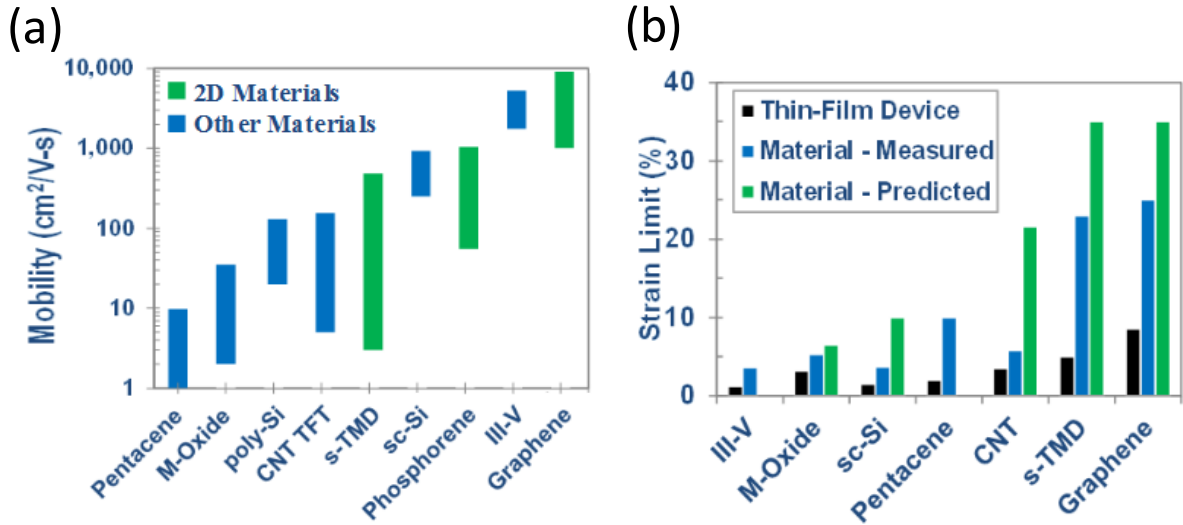 (a)
10,000
1,000
100
10
1
Mobility (cm²/V-s)
2D Materials
Other Materials
Pentacene
M-Oxide
poly-Si
CNT TFT
s-TMD
sc-Si
Phosphorene
III-V
Graphene
(b)
40
30
20
10
0
Strain Limit (%)
Thin-Film Device
Material - Measured
Material - Predicted
III-V
M-Oxide
sc-Si
Pentacene
CNT
s-TMD
Graphene